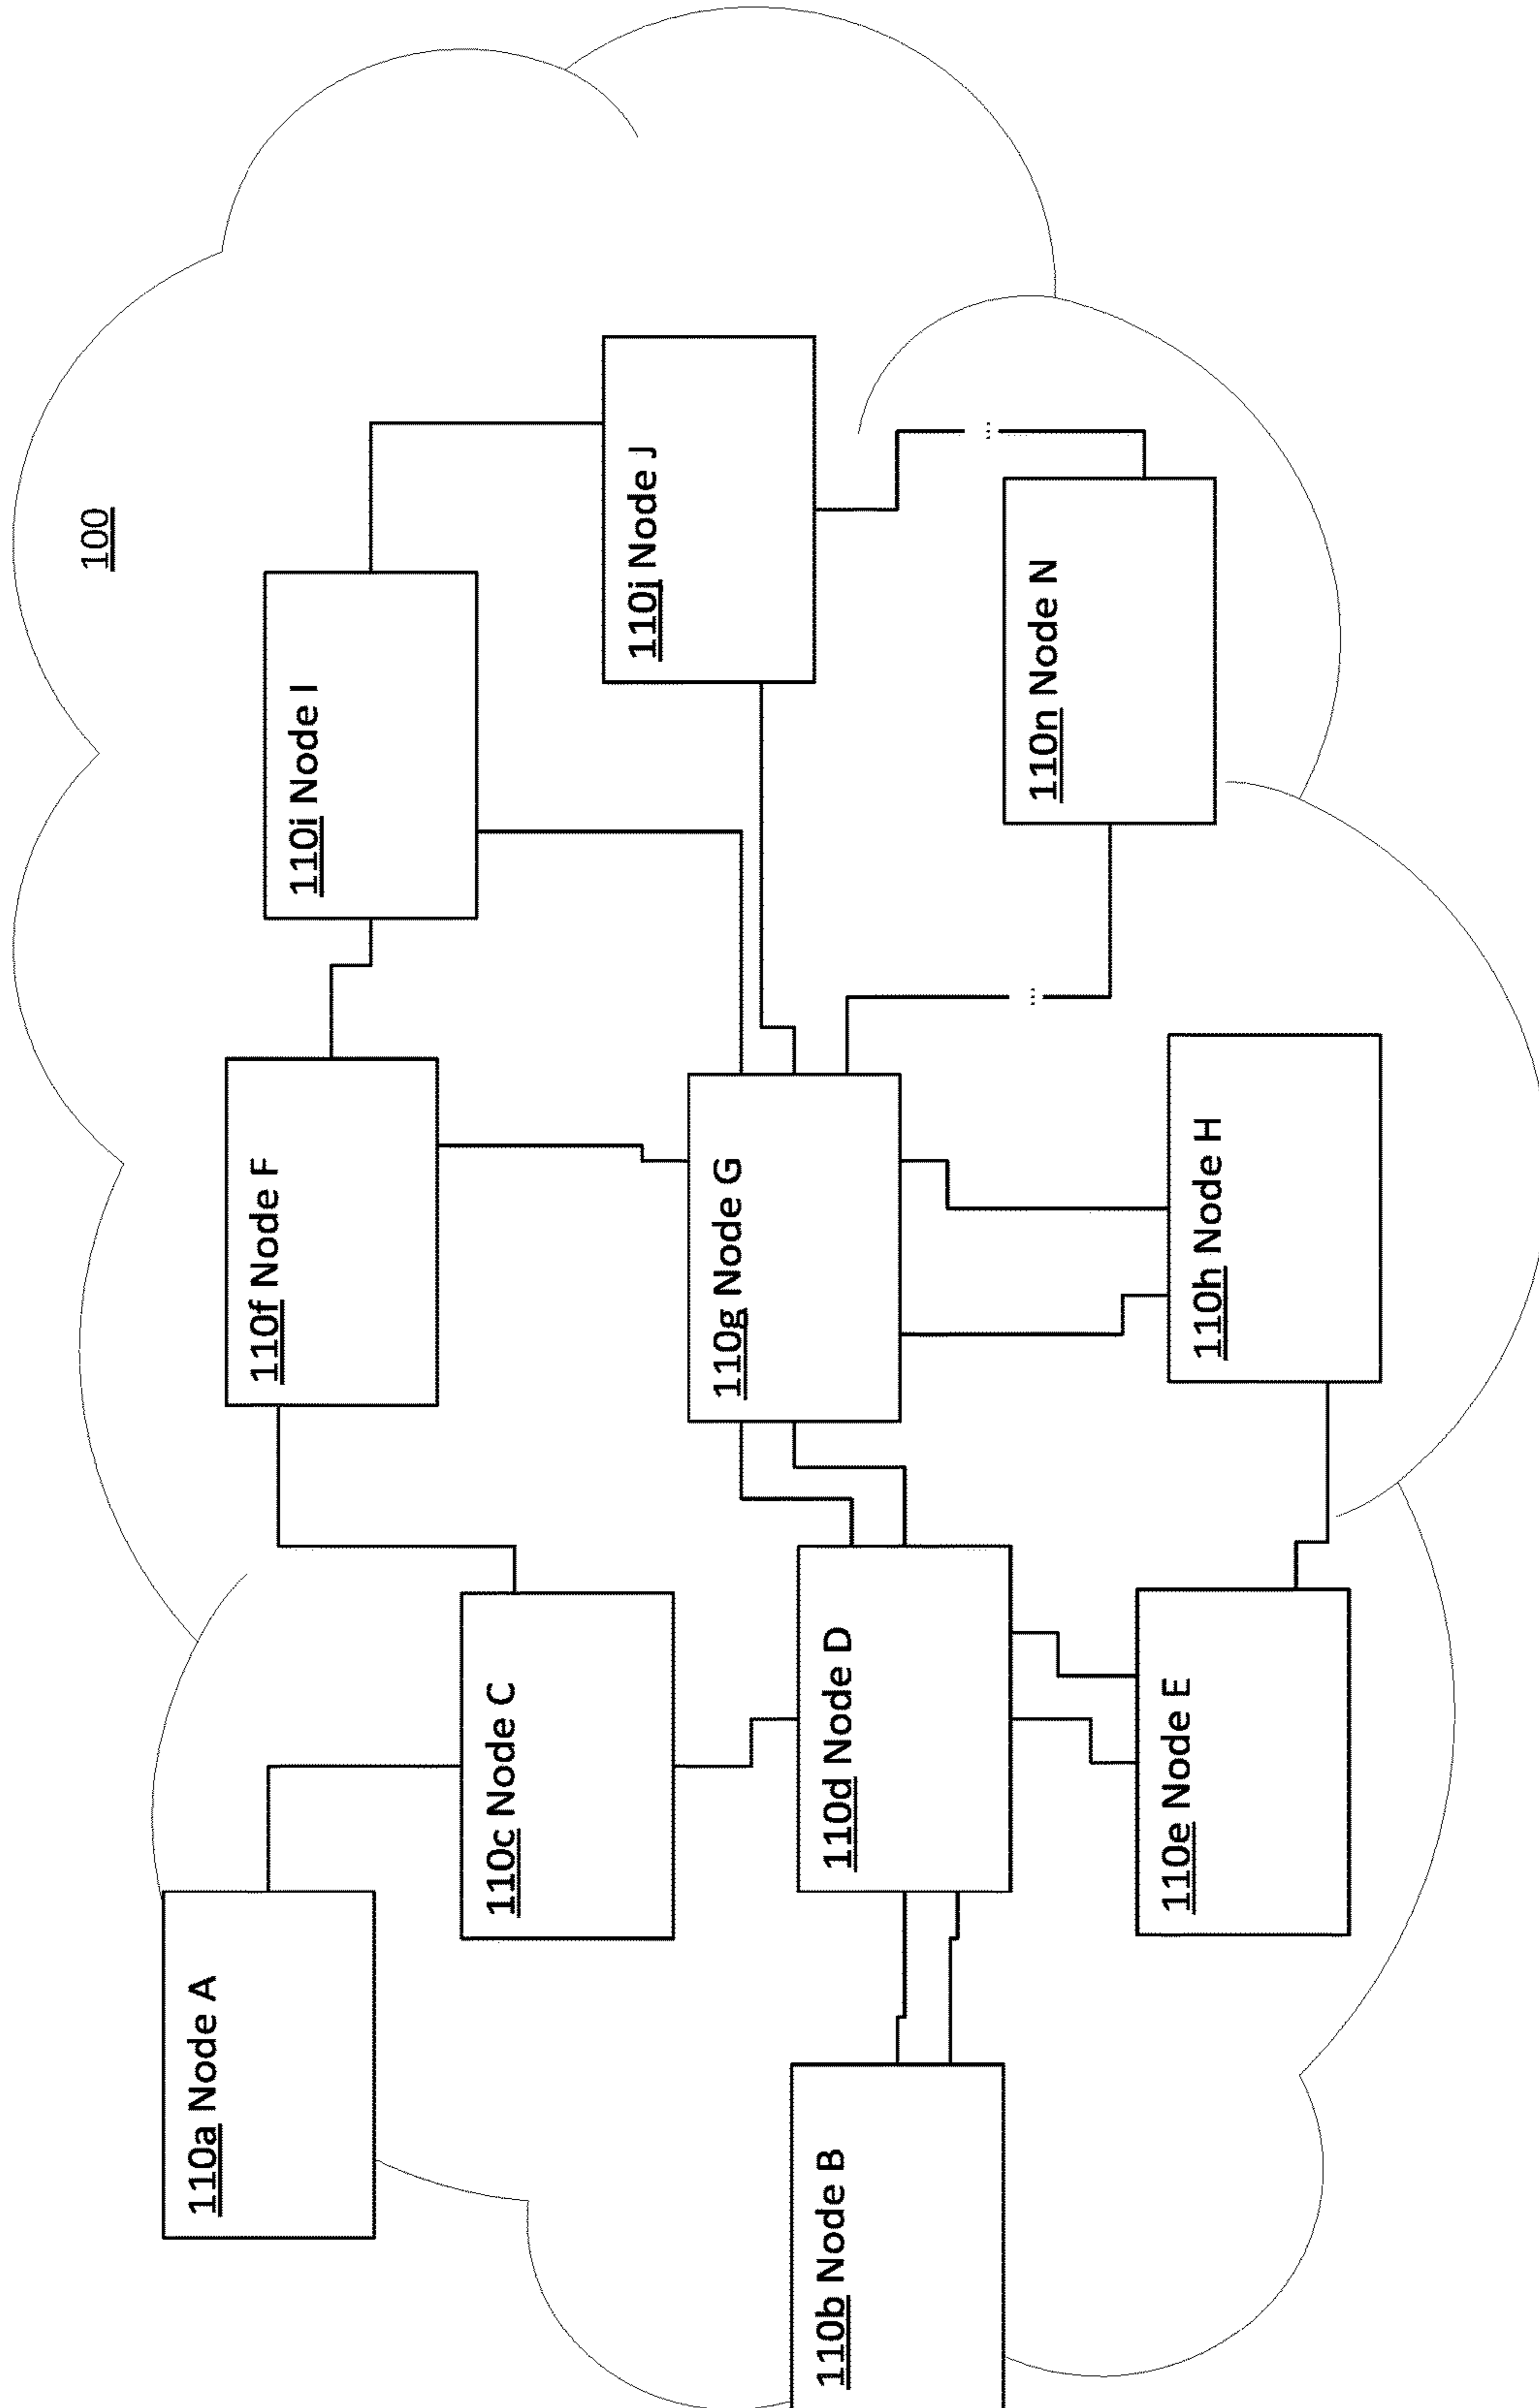 100
110a Node A
110b Node B
110c Node C
110d Node D
110e Node E
110f Node F
110g Node G
110h Node H
110i Node I
110j Node J
110n Node N
...
...